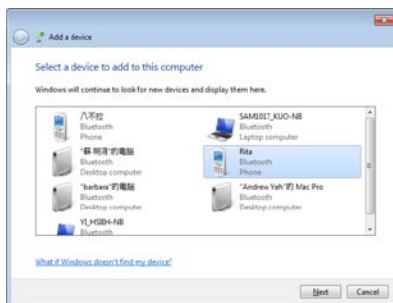 Add a device
Select a device to add to this computer
Windows will continue to look for new devices and display them here.
八不拉
Bluetooth
Phone
SAM1017_KUO-NB
Bluetooth
Laptop computer
"蘇 明河"的電腦
Bluetooth
Desktop computer
Rita
Bluetooth
Phone
"barbara"的電腦
Bluetooth
Desktop computer
"Andrew Yeh"的 Mac Pro
Bluetooth
Desktop computer
YI_HSIEH-NB
Bluetooth
What if Windows doesn't find my device?
Next
Cancel